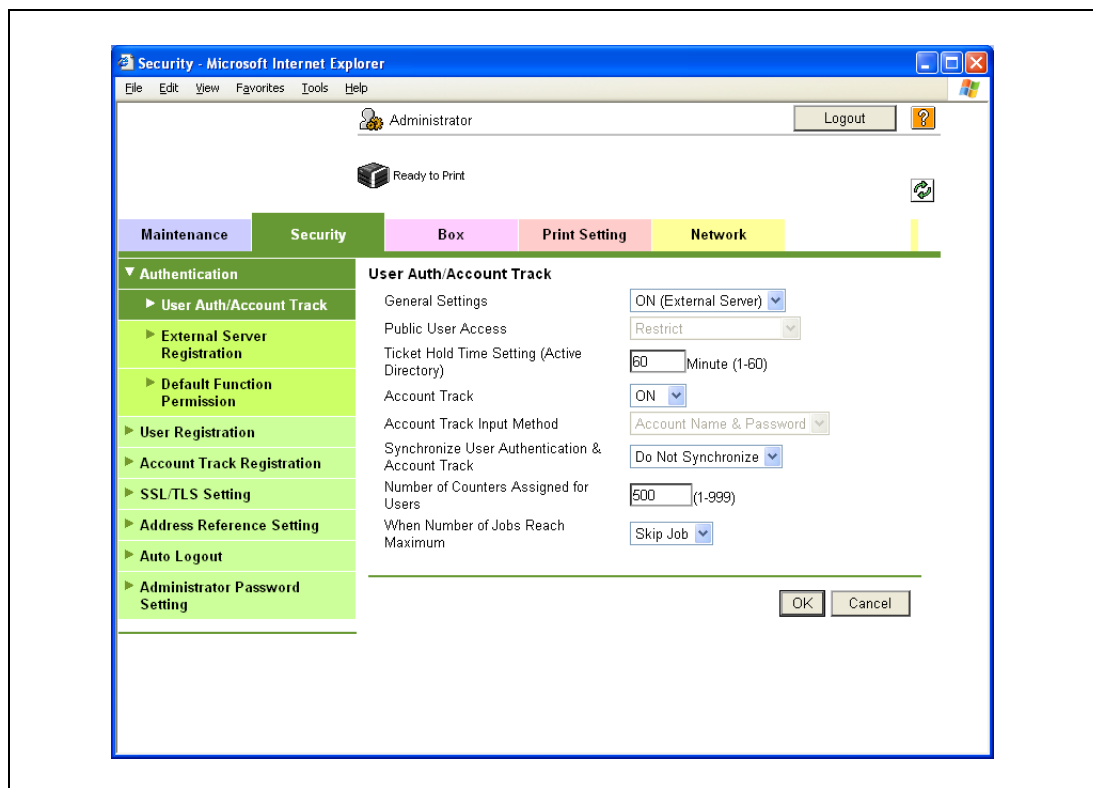 Security - Microsoft Internet Explorer
File Edit View Favorites Tools Help
Administrator
Logout
?
Ready to Print
Maintenance Security Box Print Setting Network
Authentication
User Auth/Account Track
External Server
Registration
Default Function
Permission
User Registration
Account Track Registration
SSL/TLS Setting
Address Reference Setting
Auto Logout
Administrator Password
Setting
User Auth/Account Track
General Settings ON (External Server)
Public User Access Restrict
Ticket Hold Time Setting (Active
Directory) 60 Minute (1-60)
Account Track ON
Account Track Input Method Account Name & Password
Synchronize User Authentication &
Account Track Do Not Synchronize
Number of Counters Assigned for
Users 500 (1-999)
When Number of Jobs Reach
Maximum Skip Job
OK Cancel